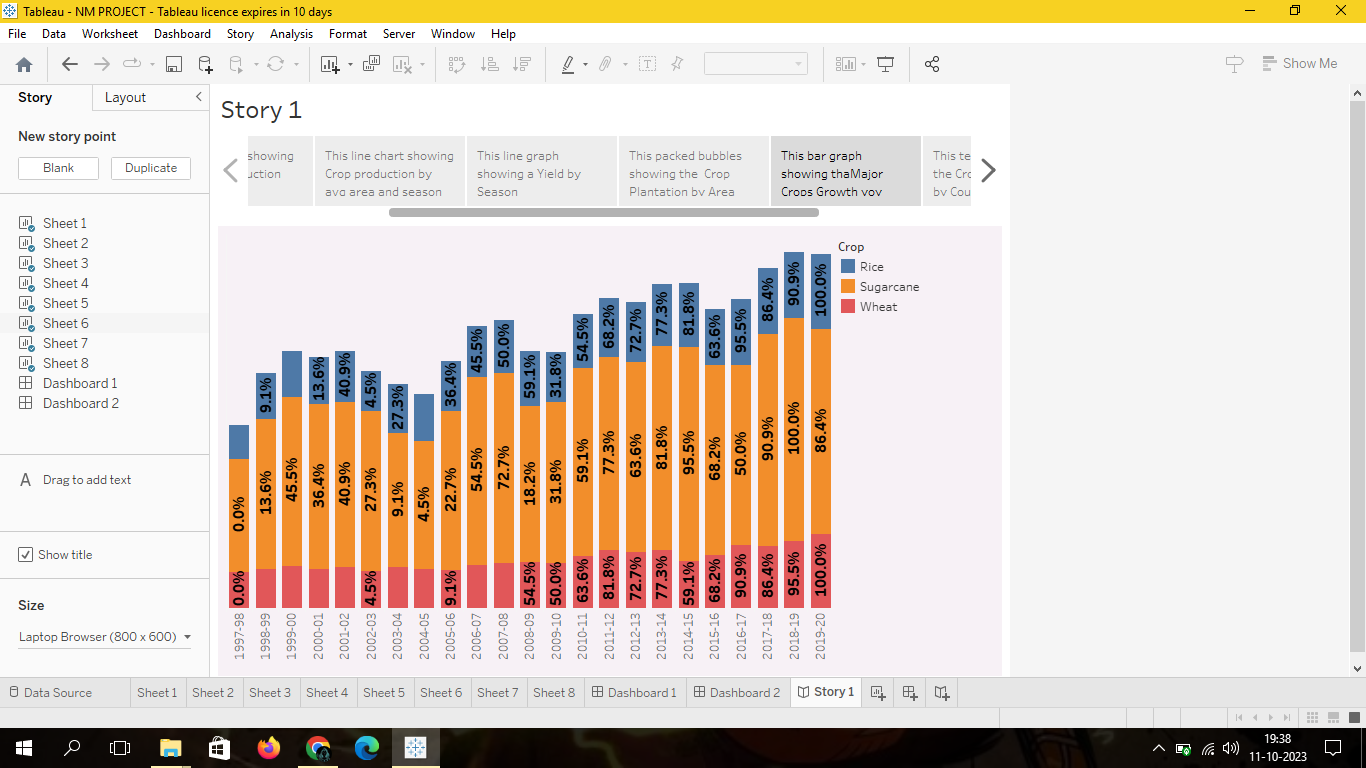 Tableau - NM PROJECT - Tableau licence expires in 10 days
File Data Worksheet Dashboard Story Analysis Format Server Window Help
Show Me
Story Layout
New story point
Blank Duplicate
Sheet 1
Sheet 2
Sheet 3
Sheet 4
Sheet 5
Sheet 6
Sheet 7
Sheet 8
Dashboard 1
Dashboard 2
A Drag to add text
Show title
Size
Laptop Browser (800 x 600)
Story 1
showing
uction
This line chart showing
Crop production by
avg area and season
This line graph
showing a Yield by
Season
This packed bubbles
showing the Crop
Plantation by Area
This bar graph
showing thaMajor
Crops Growth yoy
This te
the Cro
by Cou
Crop
Rice
Sugarcane
Wheat
9.1% 13.6% 40.9% 4.5% 27.3% 36.4% 45.5% 50.0% 59.1% 31.8% 54.5% 68.2% 72.7% 77.3% 81.8% 63.6% 95.5% 86.4% 90.9% 100.0%
0.0% 13.6% 45.5% 36.4% 40.9% 27.3% 9.1% 4.5% 22.7% 54.5% 72.7% 18.2% 31.8% 59.1% 77.3% 63.6% 81.8% 95.5% 68.2% 50.0% 90.9% 100.0% 86.4%
0.0% 4.5% 9.1% 54.5% 50.0% 63.6% 81.8% 72.7% 77.3% 59.1% 68.2% 90.9% 86.4% 95.5% 100.0%
1997-98 1998-99 1999-00 2000-01 2001-02 2002-03 2003-04 2004-05 2005-06 2006-07 2007-08 2008-09 2009-10 2010-11 2011-12 2012-13 2013-14 2014-15 2015-16 2016-17 2017-18 2018-19 2019-20
Data Source Sheet 1 Sheet 2 Sheet 3 Sheet 4 Sheet 5 Sheet 6 Sheet 7 Sheet 8 Dashboard 1 Dashboard 2 Story 1
19:38
11-10-2023